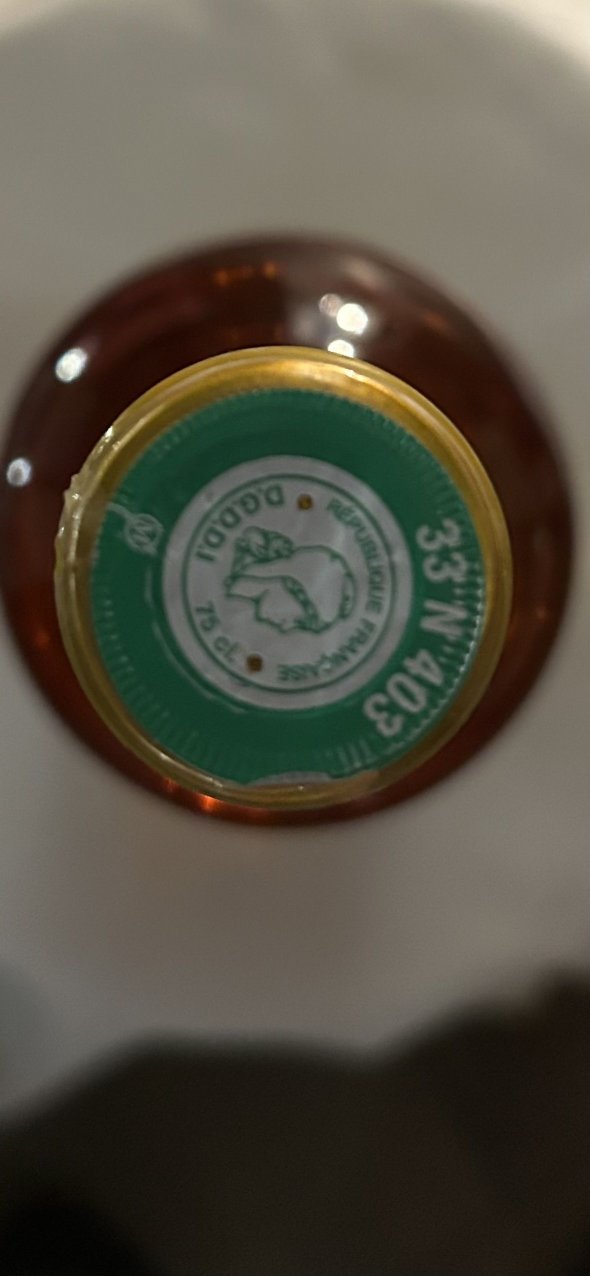 33 N 403
RÉPUBLIQUE FRANÇAISE
75 cl.
D.G.D.D.I